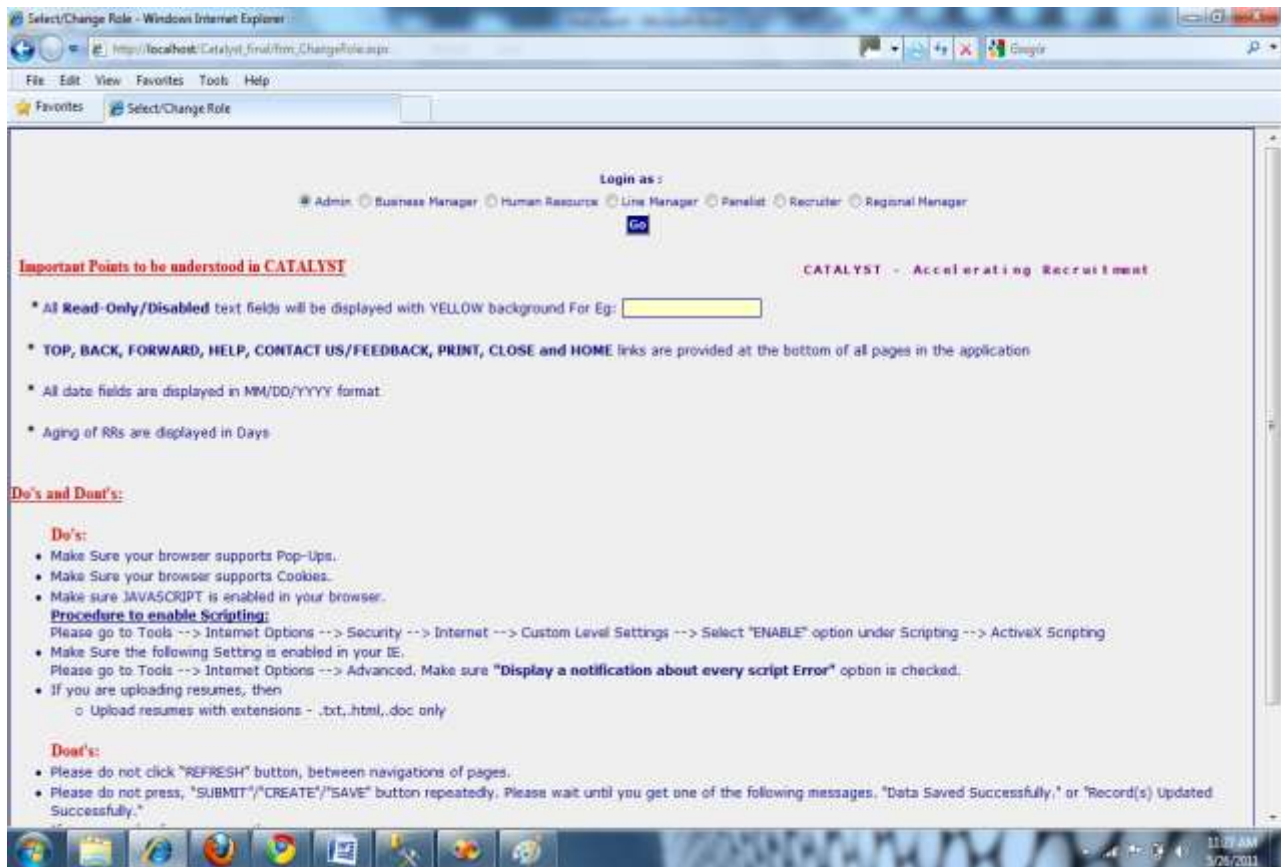 Select/Change Role - Windows Internet Explorer
http://localhost/Catalyst_final/frm_ChangeRole.aspx
Google
File Edit View Favorites Tools Help
Favorites Select/Change Role
Login as :
Admin Business Manager Human Resource Line Manager Panelist Recruiter Regional Manager
Go
Important Points to be understood in CATALYST
CATALYST - Accelerating Recruitment
* All Read-Only/Disabled text fields will be displayed with YELLOW background For Eg:
* TOP, BACK, FORWARD, HELP, CONTACT US/FEEDBACK, PRINT, CLOSE and HOME links are provided at the bottom of all pages in the application
* All date fields are displayed in MM/DD/YYYY format
* Aging of RRs are displayed in Days
Do's and Dont's:
Do's:
• Make Sure your browser supports Pop-Ups.
• Make Sure your browser supports Cookies.
• Make sure JAVASCRIPT is enabled in your browser.
Procedure to enable Scripting:
Please go to Tools --> Internet Options --> Security --> Internet --> Custom Level Settings --> Select "ENABLE" option under Scripting --> ActiveX Scripting
• Make Sure the following Setting is enabled in your IE.
Please go to Tools --> Internet Options --> Advanced. Make sure "Display a notification about every script Error" option is checked.
• If you are uploading resumes, then
o Upload resumes with extensions - .txt,.html,.doc only
Dont's:
• Please do not click "REFRESH" button, between navigations of pages.
• Please do not press, "SUBMIT"/"CREATE"/"SAVE" button repeatedly. Please wait until you get one of the following messages. "Data Saved Successfully." or "Record(s) Updated
Successfully."
11:27 AM
5/26/2011